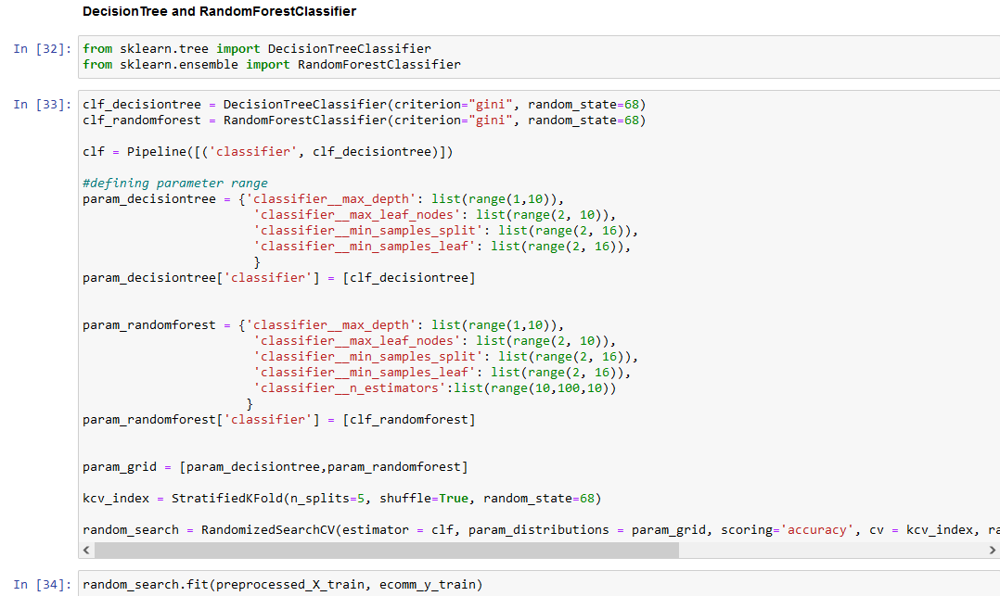 DecisionTree and RandomForestClassifier
In [32]: from sklearn.tree import DecisionTreeClassifier
from sklearn.ensemble import RandomForestClassifier
In [33]: clf_decisiontree = DecisionTreeClassifier(criterion="gini", random_state=68)
clf_randomforest = RandomForestClassifier(criterion="gini", random_state=68)
clf = Pipeline([('classifier', clf_decisiontree)])
#defining parameter range
param_decisiontree = {'classifier__max_depth': list(range(1,10)),
'classifier__max_leaf_nodes': list(range(2, 10)),
'classifier__min_samples_split': list(range(2, 16)),
'classifier__min_samples_leaf': list(range(2, 16)),
}
param_decisiontree['classifier'] = [clf_decisiontree]
param_randomforest = {'classifier__max_depth': list(range(1,10)),
'classifier__max_leaf_nodes': list(range(2, 10)),
'classifier__min_samples_split': list(range(2, 16)),
'classifier__min_samples_leaf': list(range(2, 16)),
'classifier__n_estimators':list(range(10,100,10))
}
param_randomforest['classifier'] = [clf_randomforest]
param_grid = [param_decisiontree,param_randomforest]
kcv_index = StratifiedKFold(n_splits=5, shuffle=True, random_state=68)
random_search = RandomizedSearchCV(estimator = clf, param_distributions = param_grid, scoring='accuracy', cv = kcv_index, ra
In [34]: random_search.fit(preprocessed_X_train, ecomm_y_train)